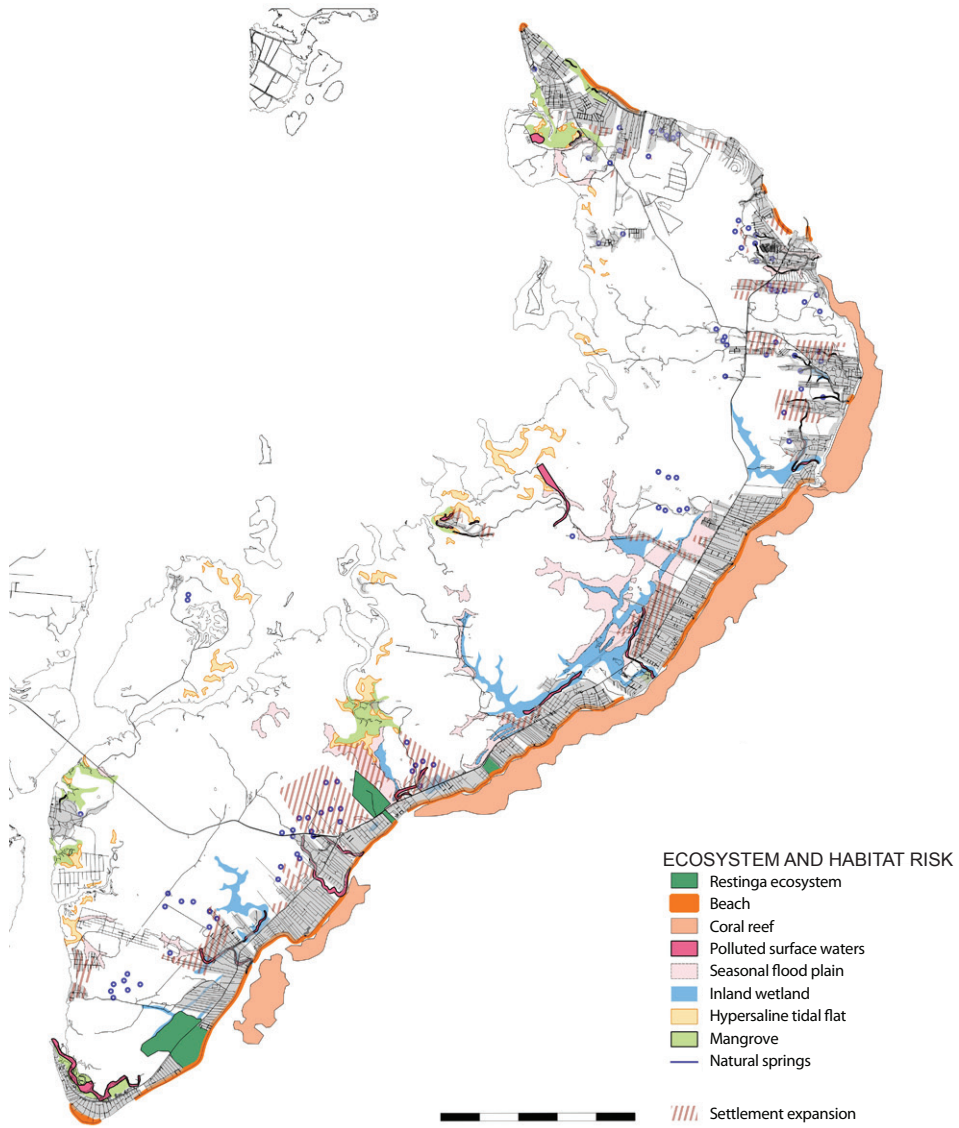 ECOSYSTEM AND HABITAT RISK
Restinga ecosystem
Beach
Coral reef
Polluted surface waters
Seasonal flood plain
Inland wetland
Hypersaline tidal flat
Mangrove
Natural springs
Settlement expansion